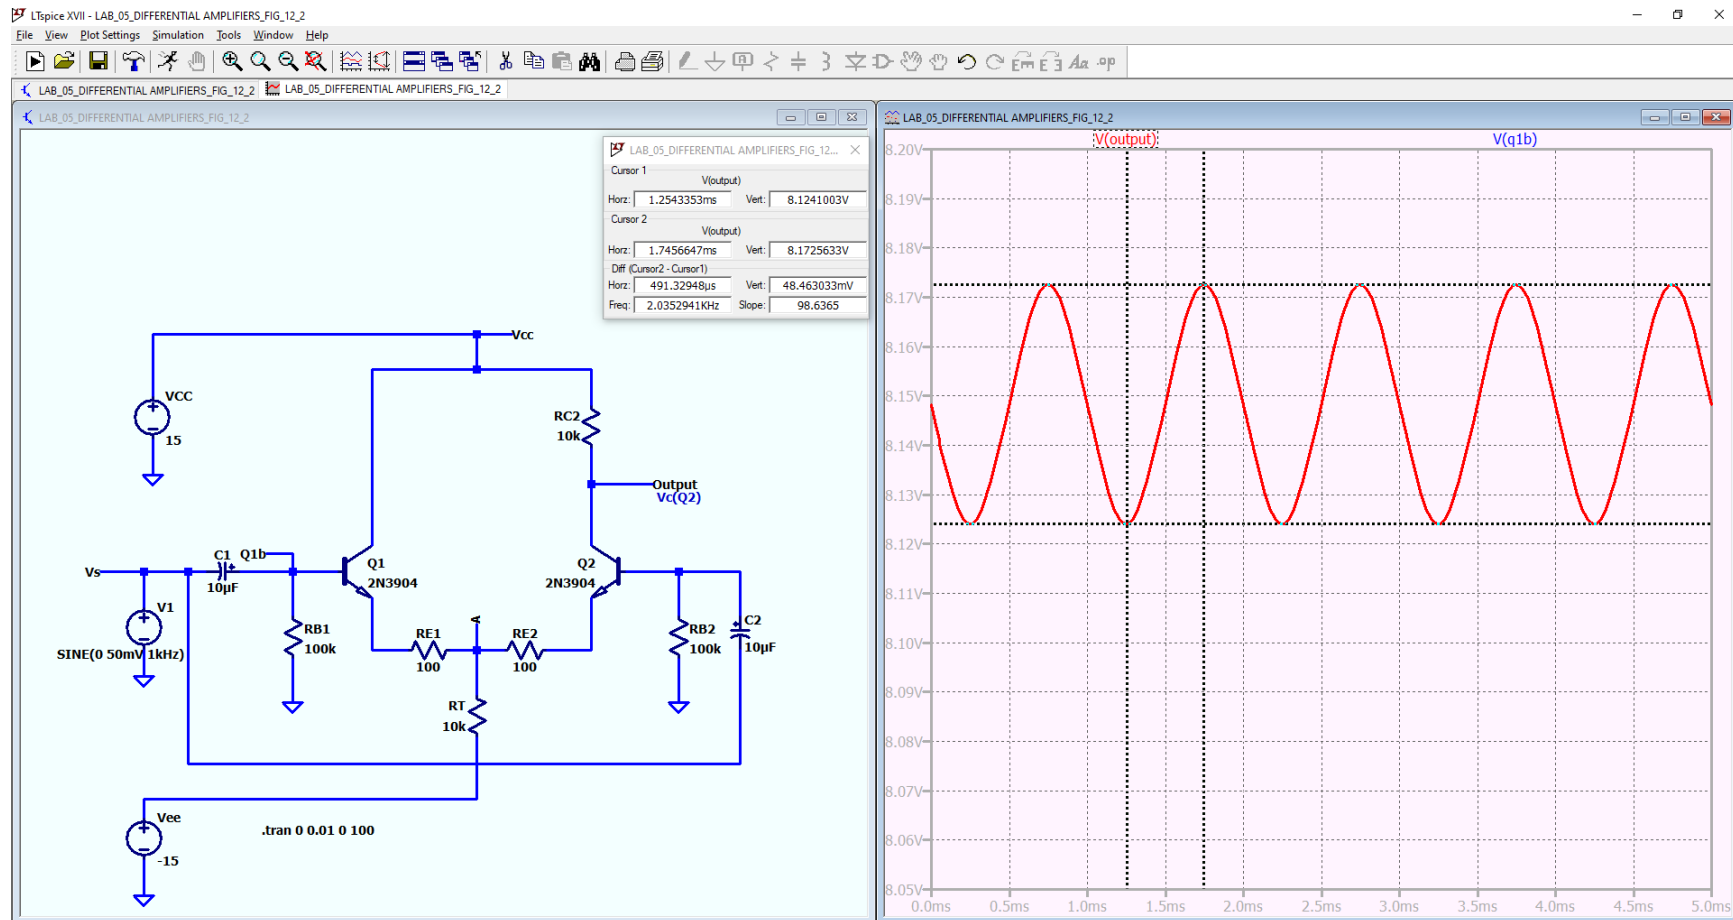 LTspice XVII - LAB_05_DIFFERENTIAL AMPLIFIERS_FIG_12_2
File View Plot Settings Simulation Tools Window Help
LAB_05_DIFFERENTIAL AMPLIFIERS_FIG_12_2
LAB_05_DIFFERENTIAL AMPLIFIERS_FIG_12_2
LAB_05_DIFFERENTIAL AMPLIFIERS_FIG_12_2
LAB_05_DIFFERENTIAL AMPLIFIERS_FIG_12...
Cursor 1
V(output)
Horz: 1.2543353ms Vert: 8.1241003V
Cursor 2
V(output)
Horz: 1.7456647ms Vert: 8.1725633V
Diff (Cursor2 - Cursor1)
Horz: 491.32948µs Vert: 48.463033mV
Freq: 2.0352941KHz Slope: 98.6365
Vcc
VCC
15
RC2
10k
Output
Vc(Q2)
C1
Q1b
10µF
Vs
Q1
2N3904
Q2
2N3904
V1
SINE(0 50mV 1kHz)
RB1
100k
RE1
100
A
RE2
100
RB2
100k
C2
10µF
RT
10k
Vee
-15
.tran 0 0.01 0 100
LAB_05_DIFFERENTIAL AMPLIFIERS_FIG_12_2
V(output) V(q1b)
8.20V
8.19V
8.18V
8.17V
8.16V
8.15V
8.14V
8.13V
8.12V
8.11V
8.10V
8.09V
8.08V
8.07V
8.06V
8.05V
0.0ms 0.5ms 1.0ms 1.5ms 2.0ms 2.5ms 3.0ms 3.5ms 4.0ms 4.5ms 5.0ms